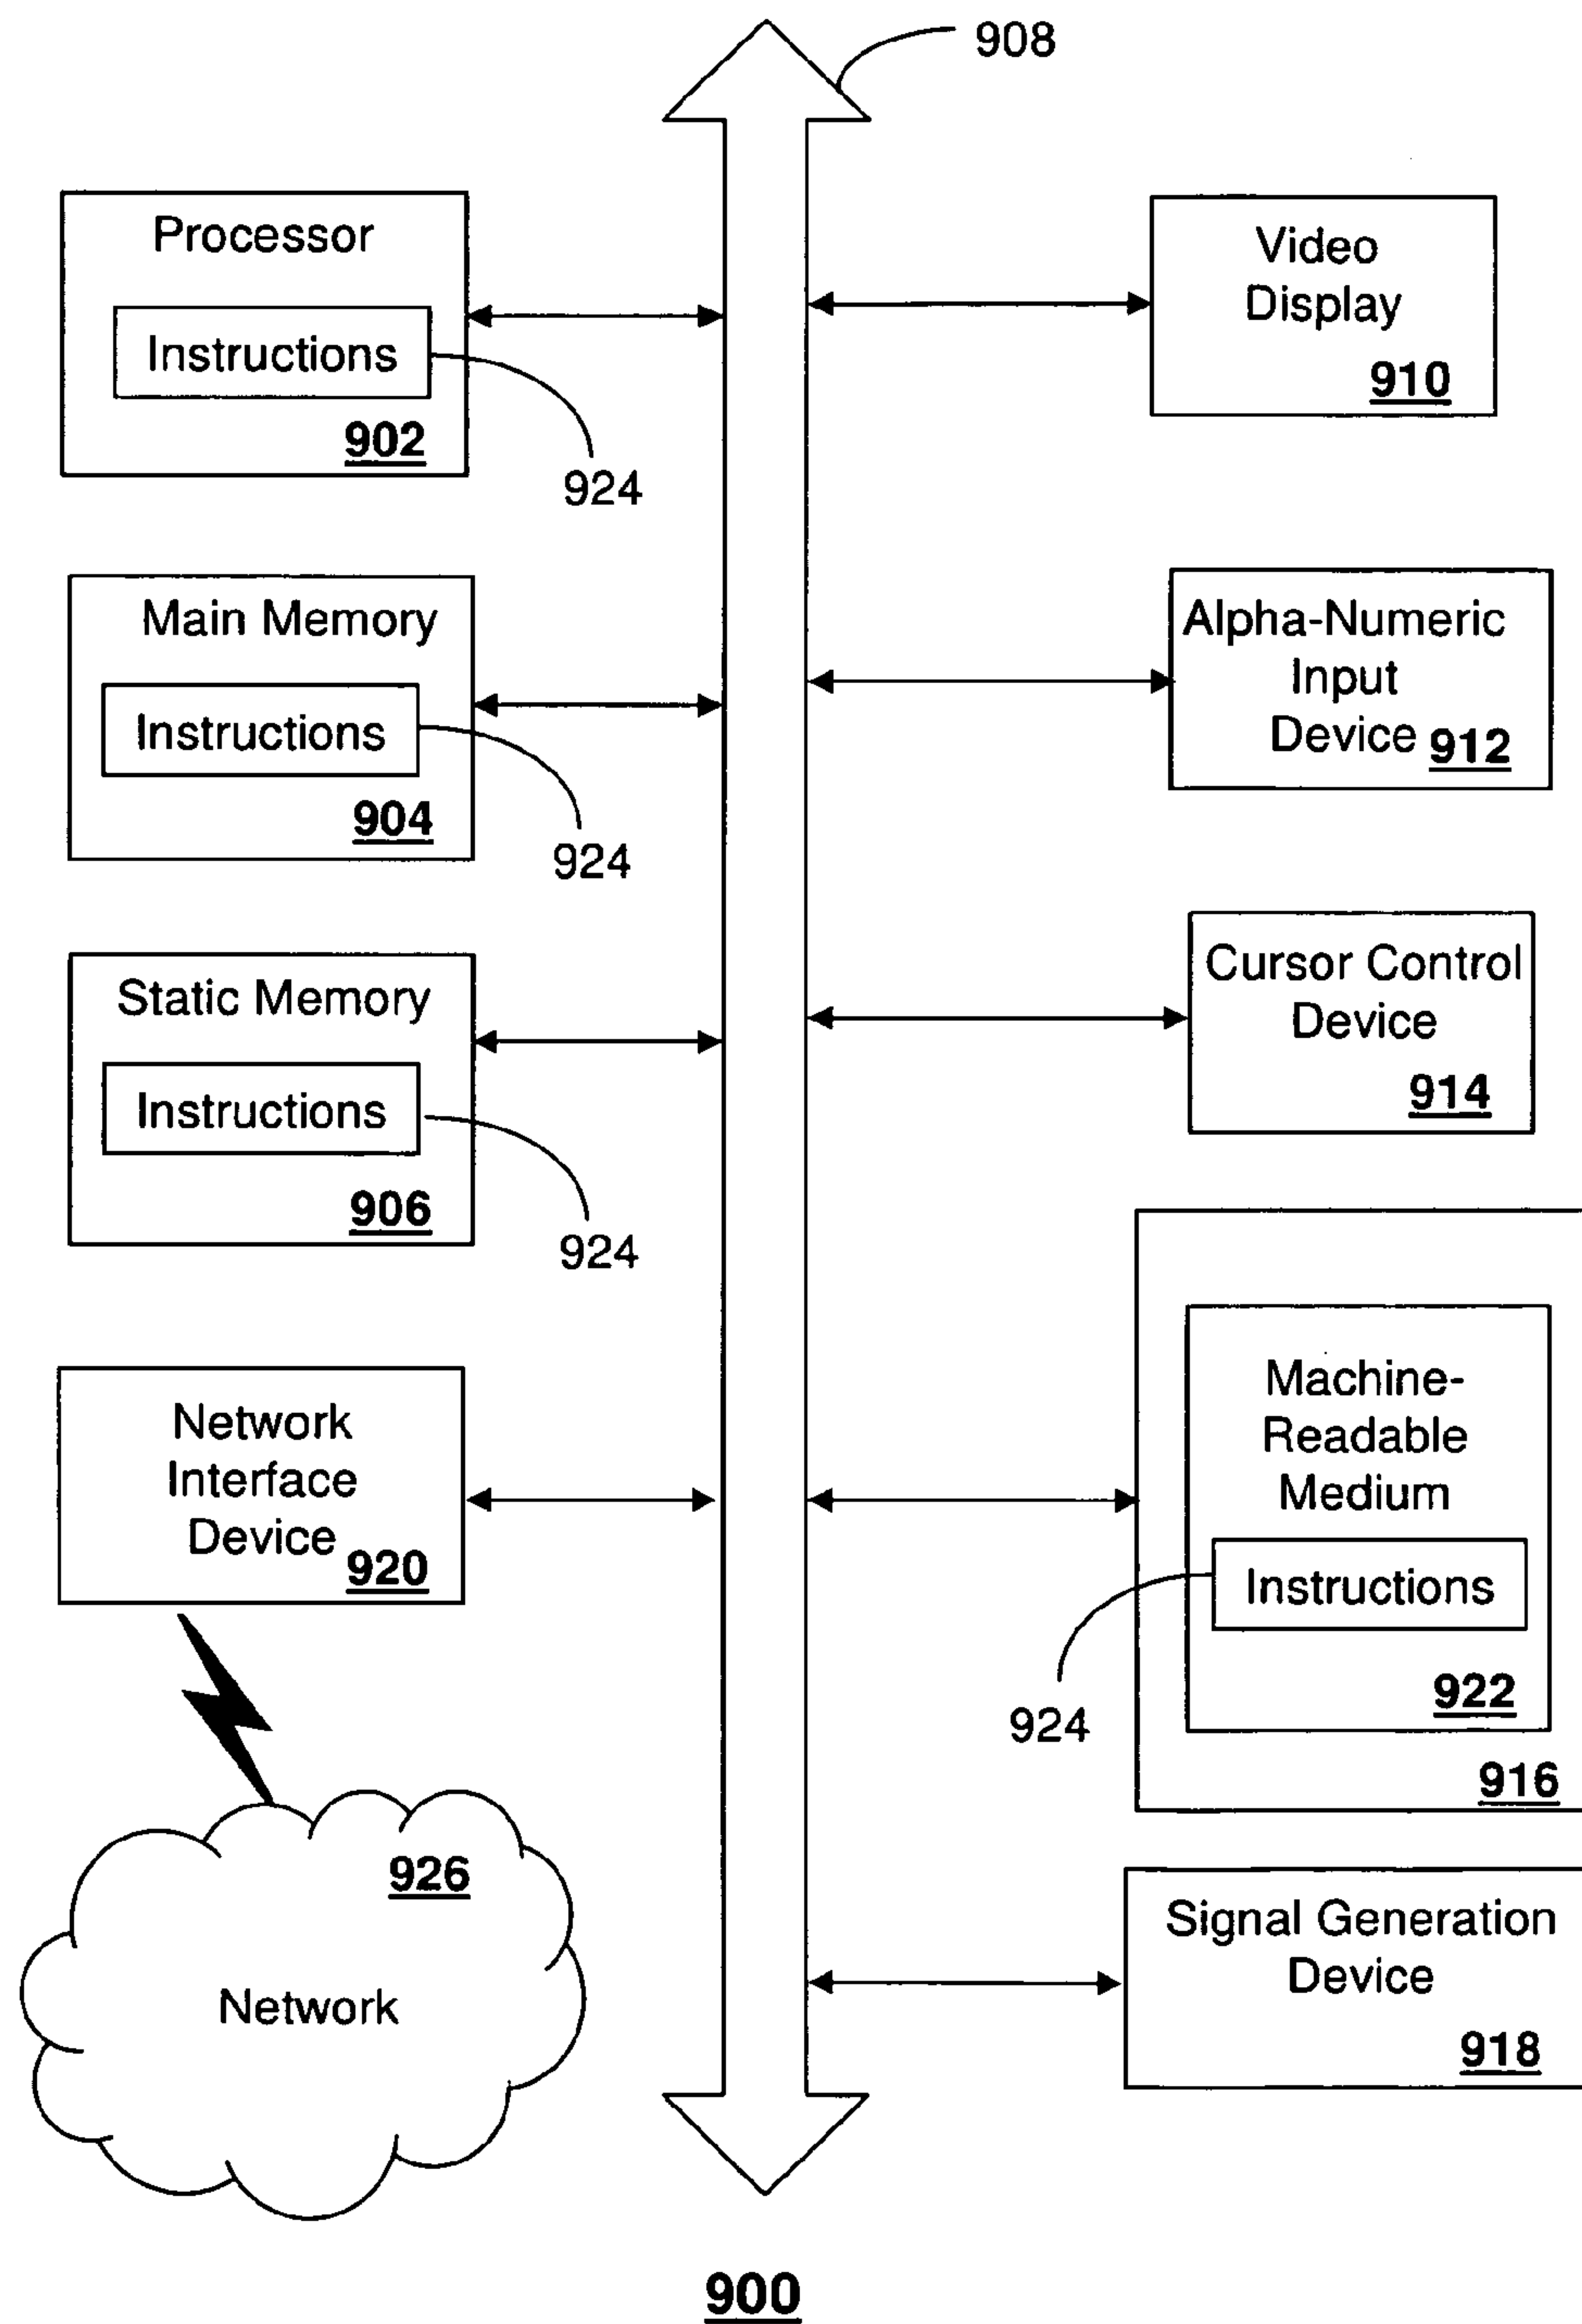 908
Processor
Instructions
902
924
Main Memory
Instructions
904
924
Static Memory
Instructions
906
924
Network
Interface
Device
920
926
Network
Video
Display
910
Alpha-Numeric
Input
Device
912
Cursor Control
Device
914
Machine-
Readable
Medium
Instructions
922
924
916
Signal Generation
Device
918
900